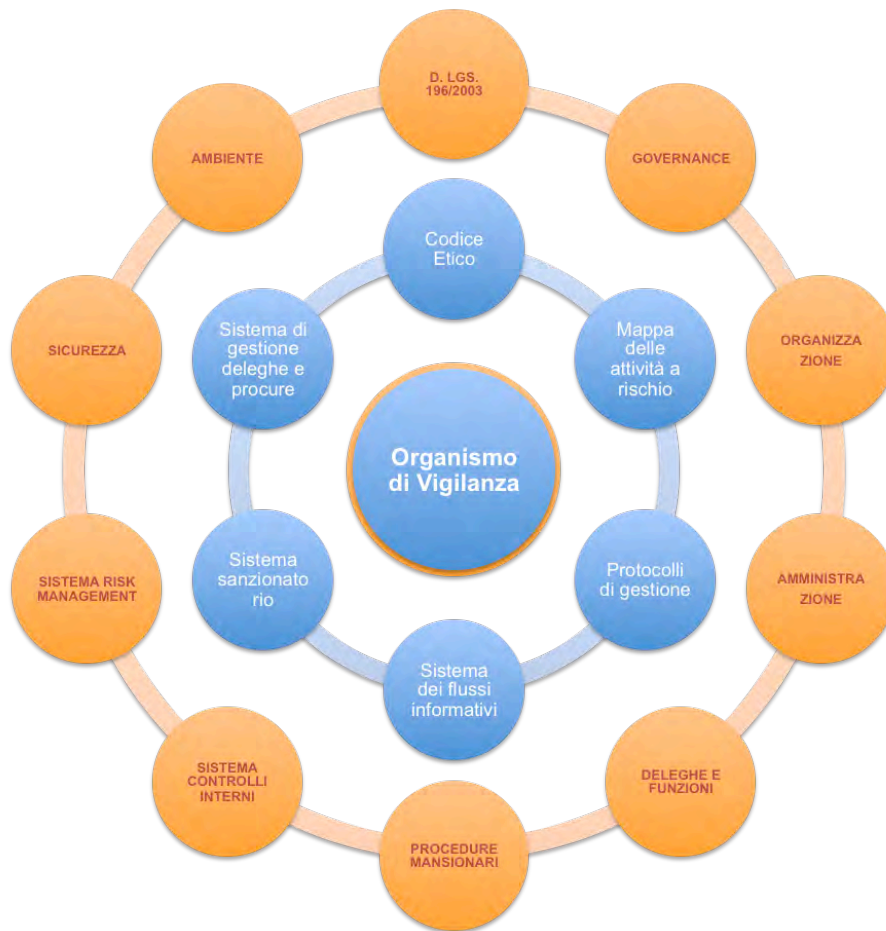 D. LGS.
196/2003
GOVERNANCE
ORGANIZZA
ZIONE
AMMINISTRA
ZIONE
DELEGHE E
FUNZIONI
PROCEDURE
MANSIONARI
SISTEMA
CONTROLLI
INTERNI
SISTEMA RISK
MANAGEMENT
SICUREZZA
AMBIENTE
Codice
Etico
Mappa
delle
attività a
rischio
Protocolli
di gestione
Sistema
dei flussi
informativi
Sistema
sanzionato
rio
Sistema di
gestione
deleghe e
procure
Organismo
di Vigilanza